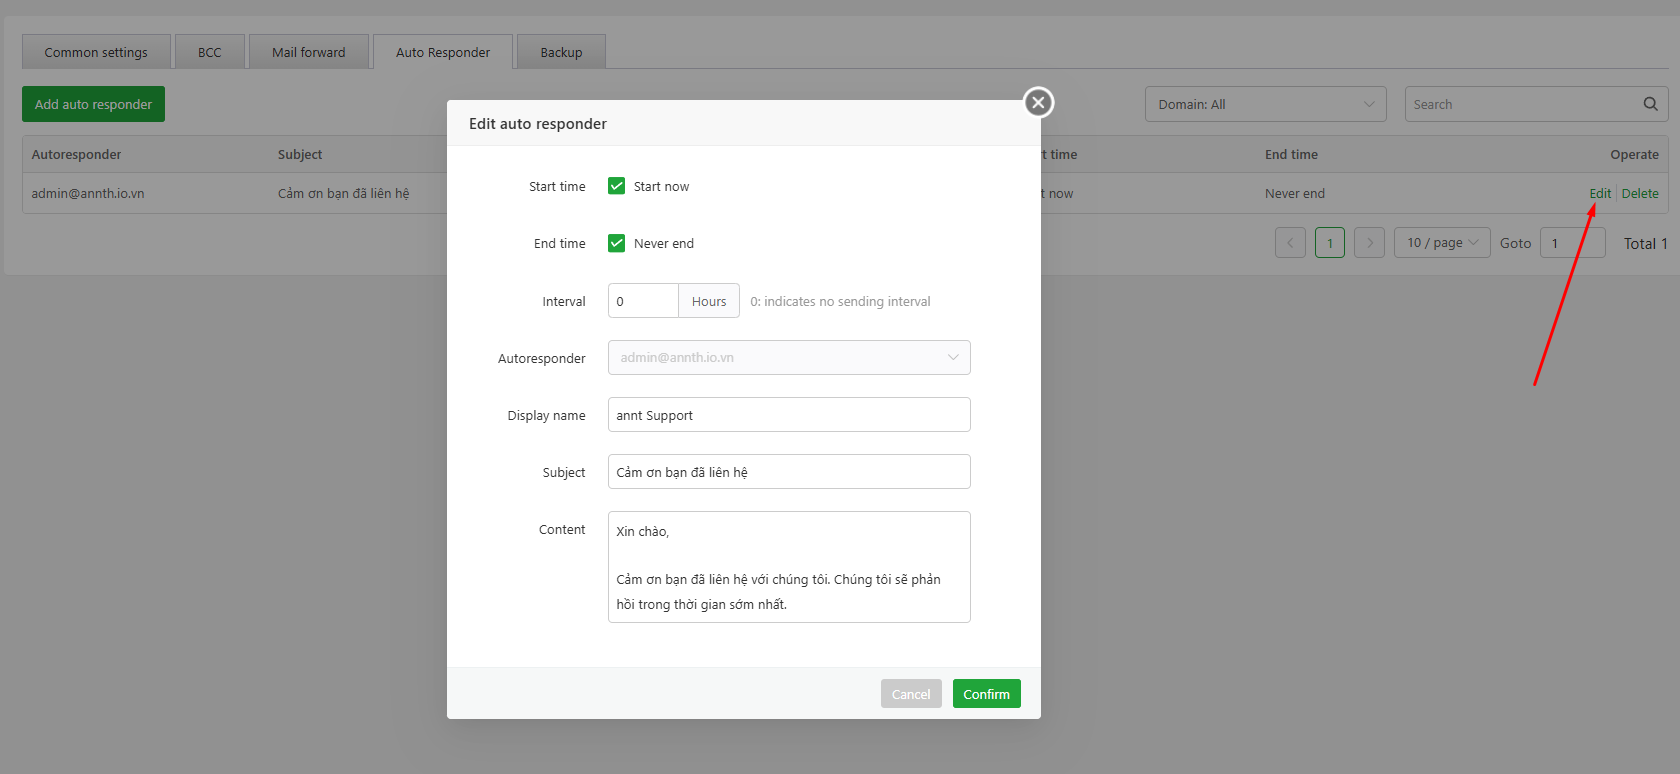 Common settings
BCC
Mail forward
Auto Responder
Backup
Add auto responder
Domain: All
Search
Autoresponder
Subject
t time
End time
Operate
admin@annth.io.vn
Cảm ơn bạn đã liên hệ
t now
Never end
Edit
Delete
1
10 / page
Goto
1
Total 1
Edit auto responder
Start time
Start now
End time
Never end
Interval
0
Hours
0: indicates no sending interval
Autoresponder
admin@annth.io.vn
Display name
annt Support
Subject
Cảm ơn bạn đã liên hệ
Content
Xin chào,
Cảm ơn bạn đã liên hệ với chúng tôi. Chúng tôi sẽ phản
hồi trong thời gian sớm nhất.
Cancel
Confirm